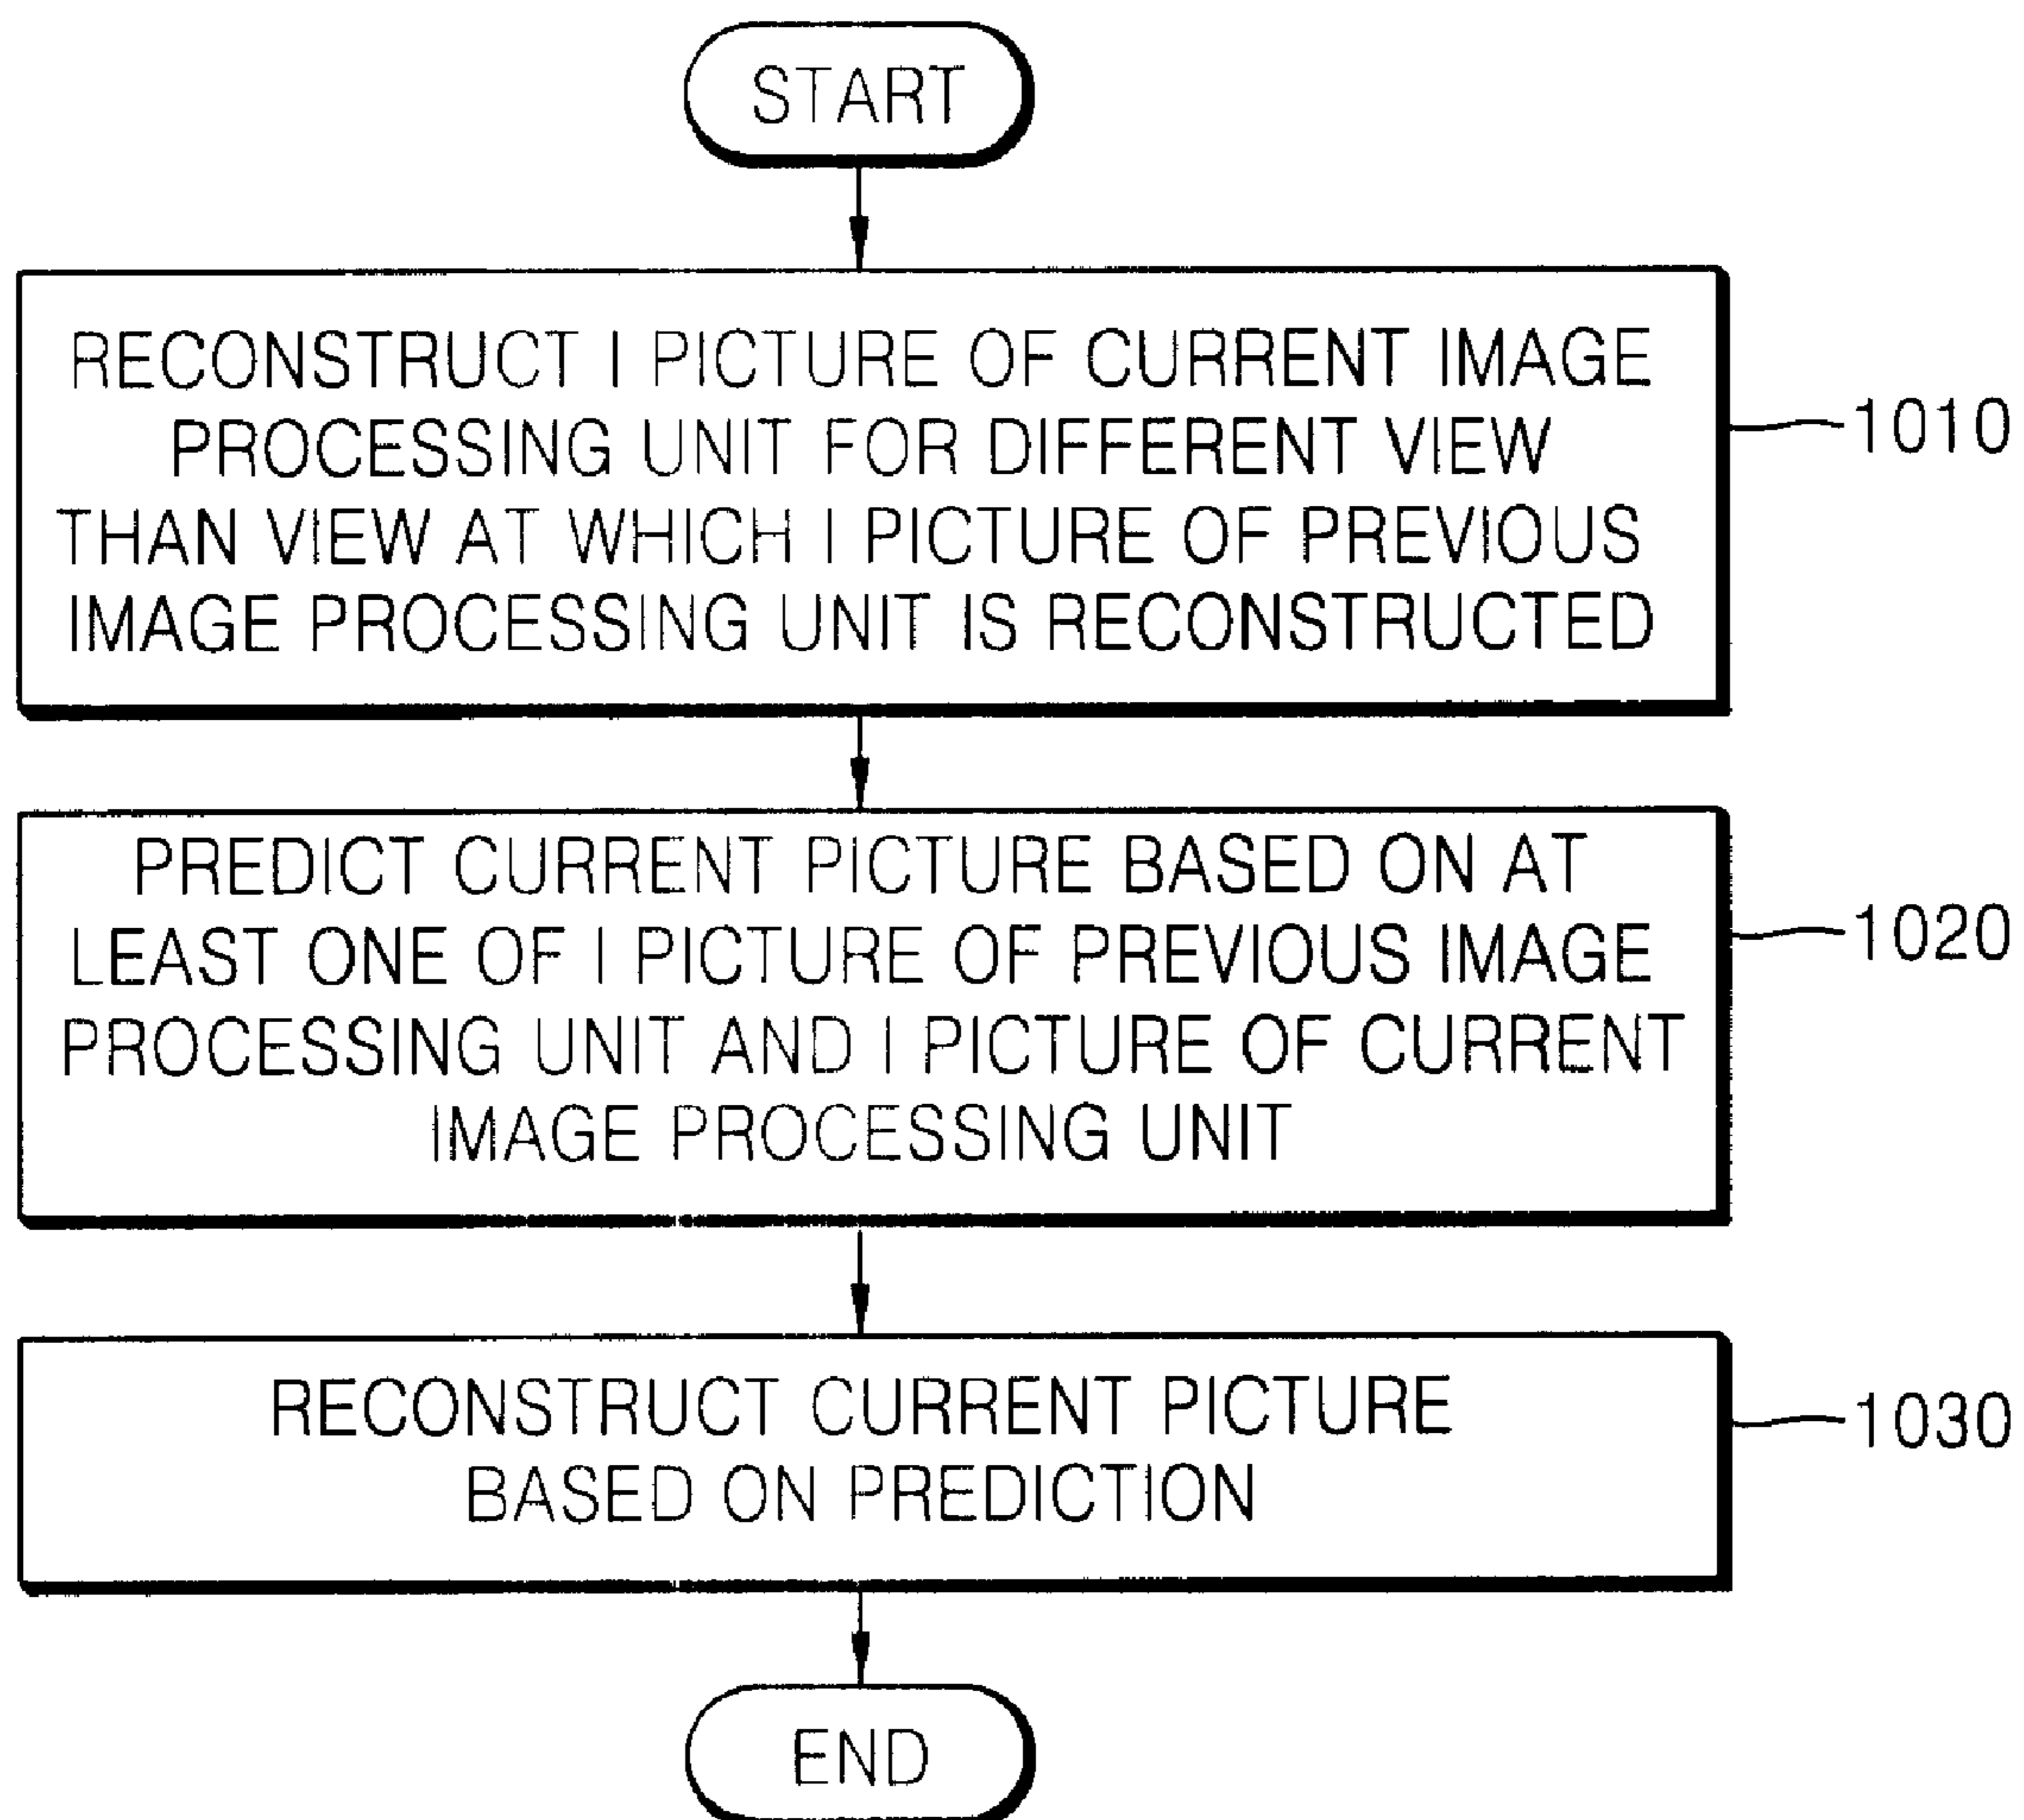 START
RECONSTRUCT I PICTURE OF CURRENT IMAGE
PROCESSING UNIT FOR DIFFERENT VIEW
THAN VIEW AT WHICH I PICTURE OF PREVIOUS
IMAGE PROCESSING UNIT IS RECONSTRUCTED
1010
PREDICT CURRENT PICTURE BASED ON AT
LEAST ONE OF I PICTURE OF PREVIOUS IMAGE
PROCESSING UNIT AND I PICTURE OF CURRENT
IMAGE PROCESSING UNIT
1020
RECONSTRUCT CURRENT PICTURE
BASED ON PREDICTION
1030
END